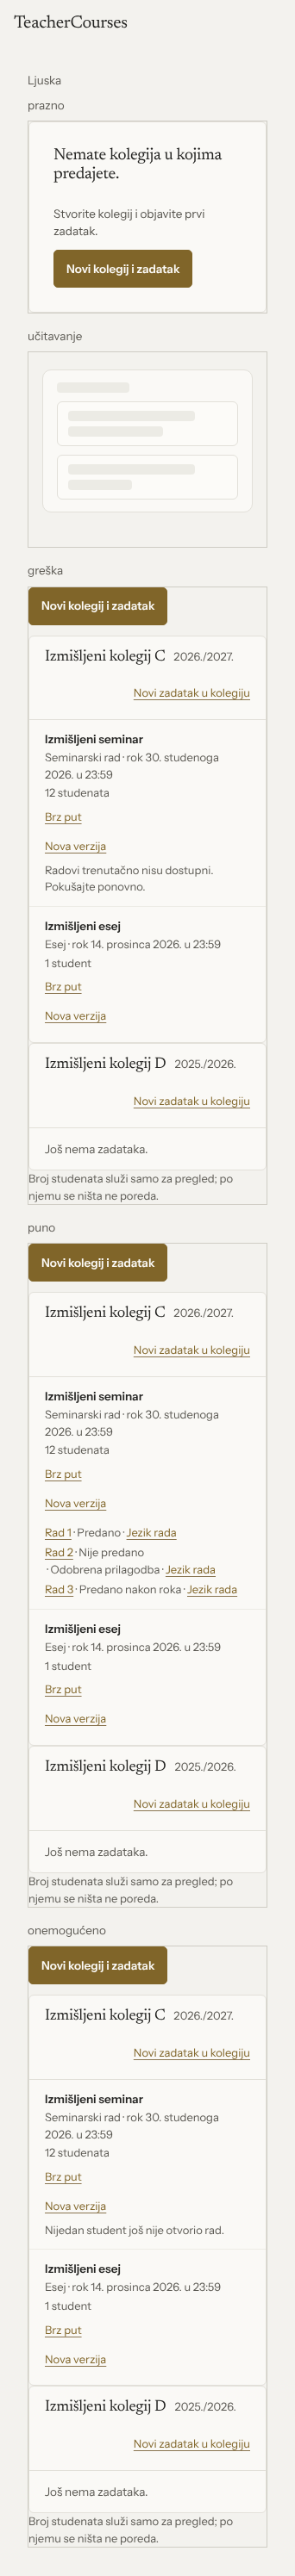 TeacherCourses
Ljuska
prazno
Nemate kolegija u kojima
predajete.
Stvorite kolegij i objavite prvi
zadatak.
Novi kolegij i zadatak
učitavanje
greška
Novi kolegij i zadatak
Izmišljeni kolegij C 2026./2027.
Novi zadatak u kolegiju
Izmišljeni seminar
Seminarski rad · rok 30. studenoga
2026. u 23:59
12 studenata
Brz put
Nova verzija
Radovi trenutačno nisu dostupni.
Pokušajte ponovno.
Izmišljeni esej
Esej · rok 14. prosinca 2026. u 23:59
1 student
Brz put
Nova verzija
Izmišljeni kolegij D 2025./2026.
Novi zadatak u kolegiju
Još nema zadataka.
Broj studenata služi samo za pregled; po
njemu se ništa ne poreda.
puno
Novi kolegij i zadatak
Izmišljeni kolegij C 2026./2027.
Novi zadatak u kolegiju
Izmišljeni seminar
Seminarski rad · rok 30. studenoga
2026. u 23:59
12 studenata
Brz put
Nova verzija
Rad 1 · Predano · Jezik rada
Rad 2 · Nije predano
· Odobrena prilagodba · Jezik rada
Rad 3 · Predano nakon roka · Jezik rada
Izmišljeni esej
Esej · rok 14. prosinca 2026. u 23:59
1 student
Brz put
Nova verzija
Izmišljeni kolegij D 2025./2026.
Novi zadatak u kolegiju
Još nema zadataka.
Broj studenata služi samo za pregled; po
njemu se ništa ne poreda.
onemogućeno
Novi kolegij i zadatak
Izmišljeni kolegij C 2026./2027.
Novi zadatak u kolegiju
Izmišljeni seminar
Seminarski rad · rok 30. studenoga
2026. u 23:59
12 studenata
Brz put
Nova verzija
Nijedan student još nije otvorio rad.
Izmišljeni esej
Esej · rok 14. prosinca 2026. u 23:59
1 student
Brz put
Nova verzija
Izmišljeni kolegij D 2025./2026.
Novi zadatak u kolegiju
Još nema zadataka.
Broj studenata služi samo za pregled; po
njemu se ništa ne poreda.